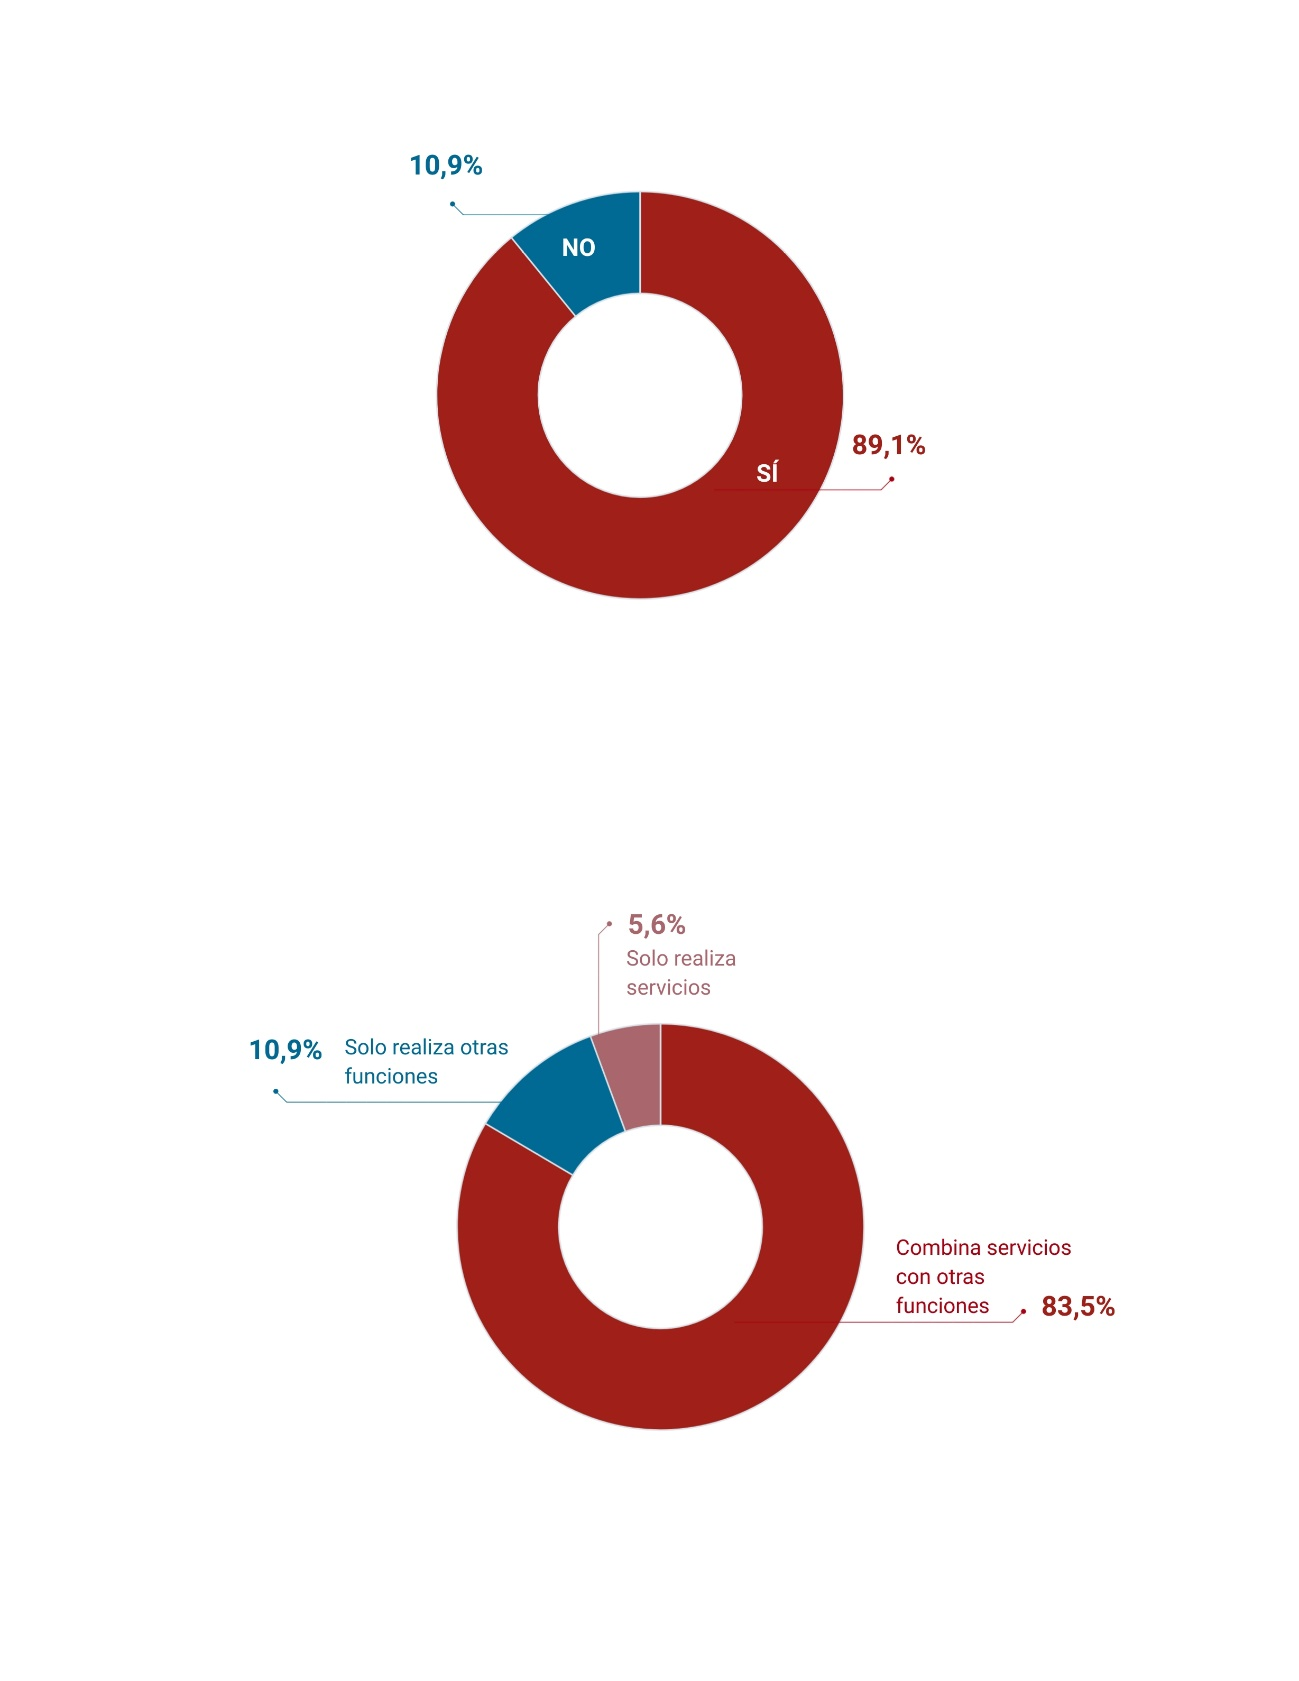 10,9%
NO
89,1%
SÍ
5,6%
Solo realiza
servicios
10,9%
Solo realiza otras
funciones
Combina servicios
con otras
funciones
83,5%